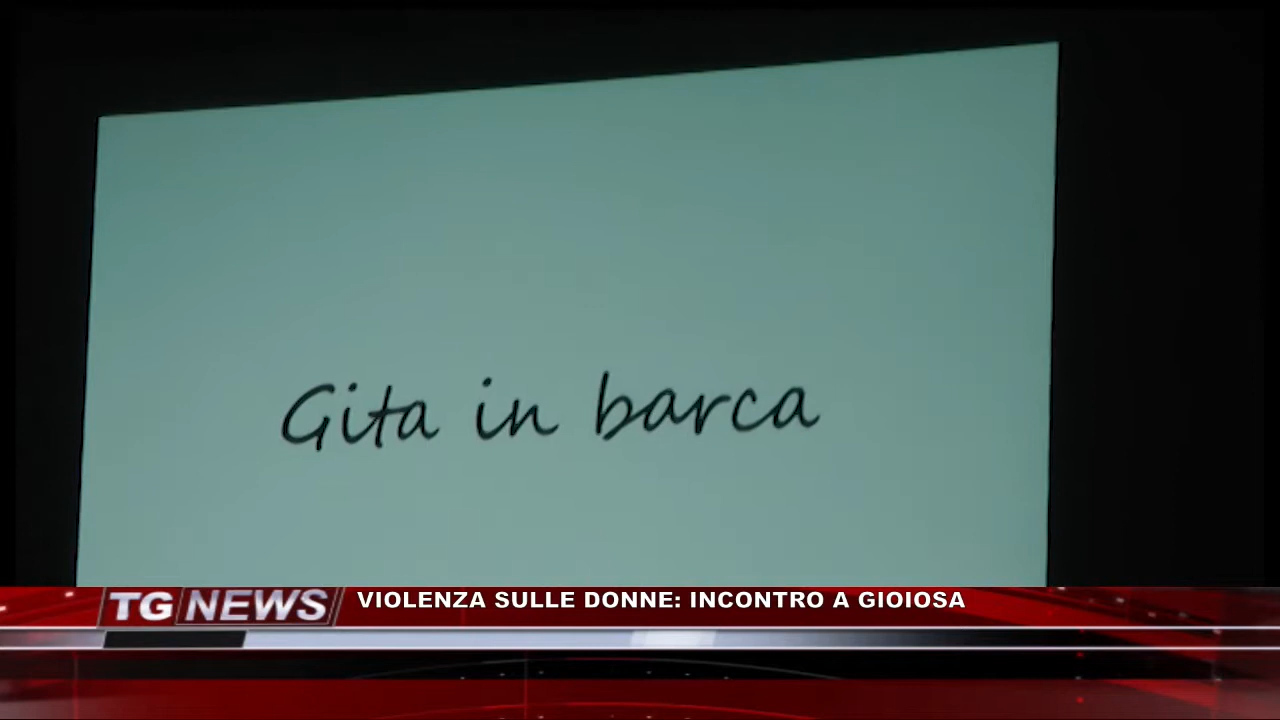 Gita in barca
TG NEWS
VIOLENZA SULLE DONNE: INCONTRO A GIOIOSA